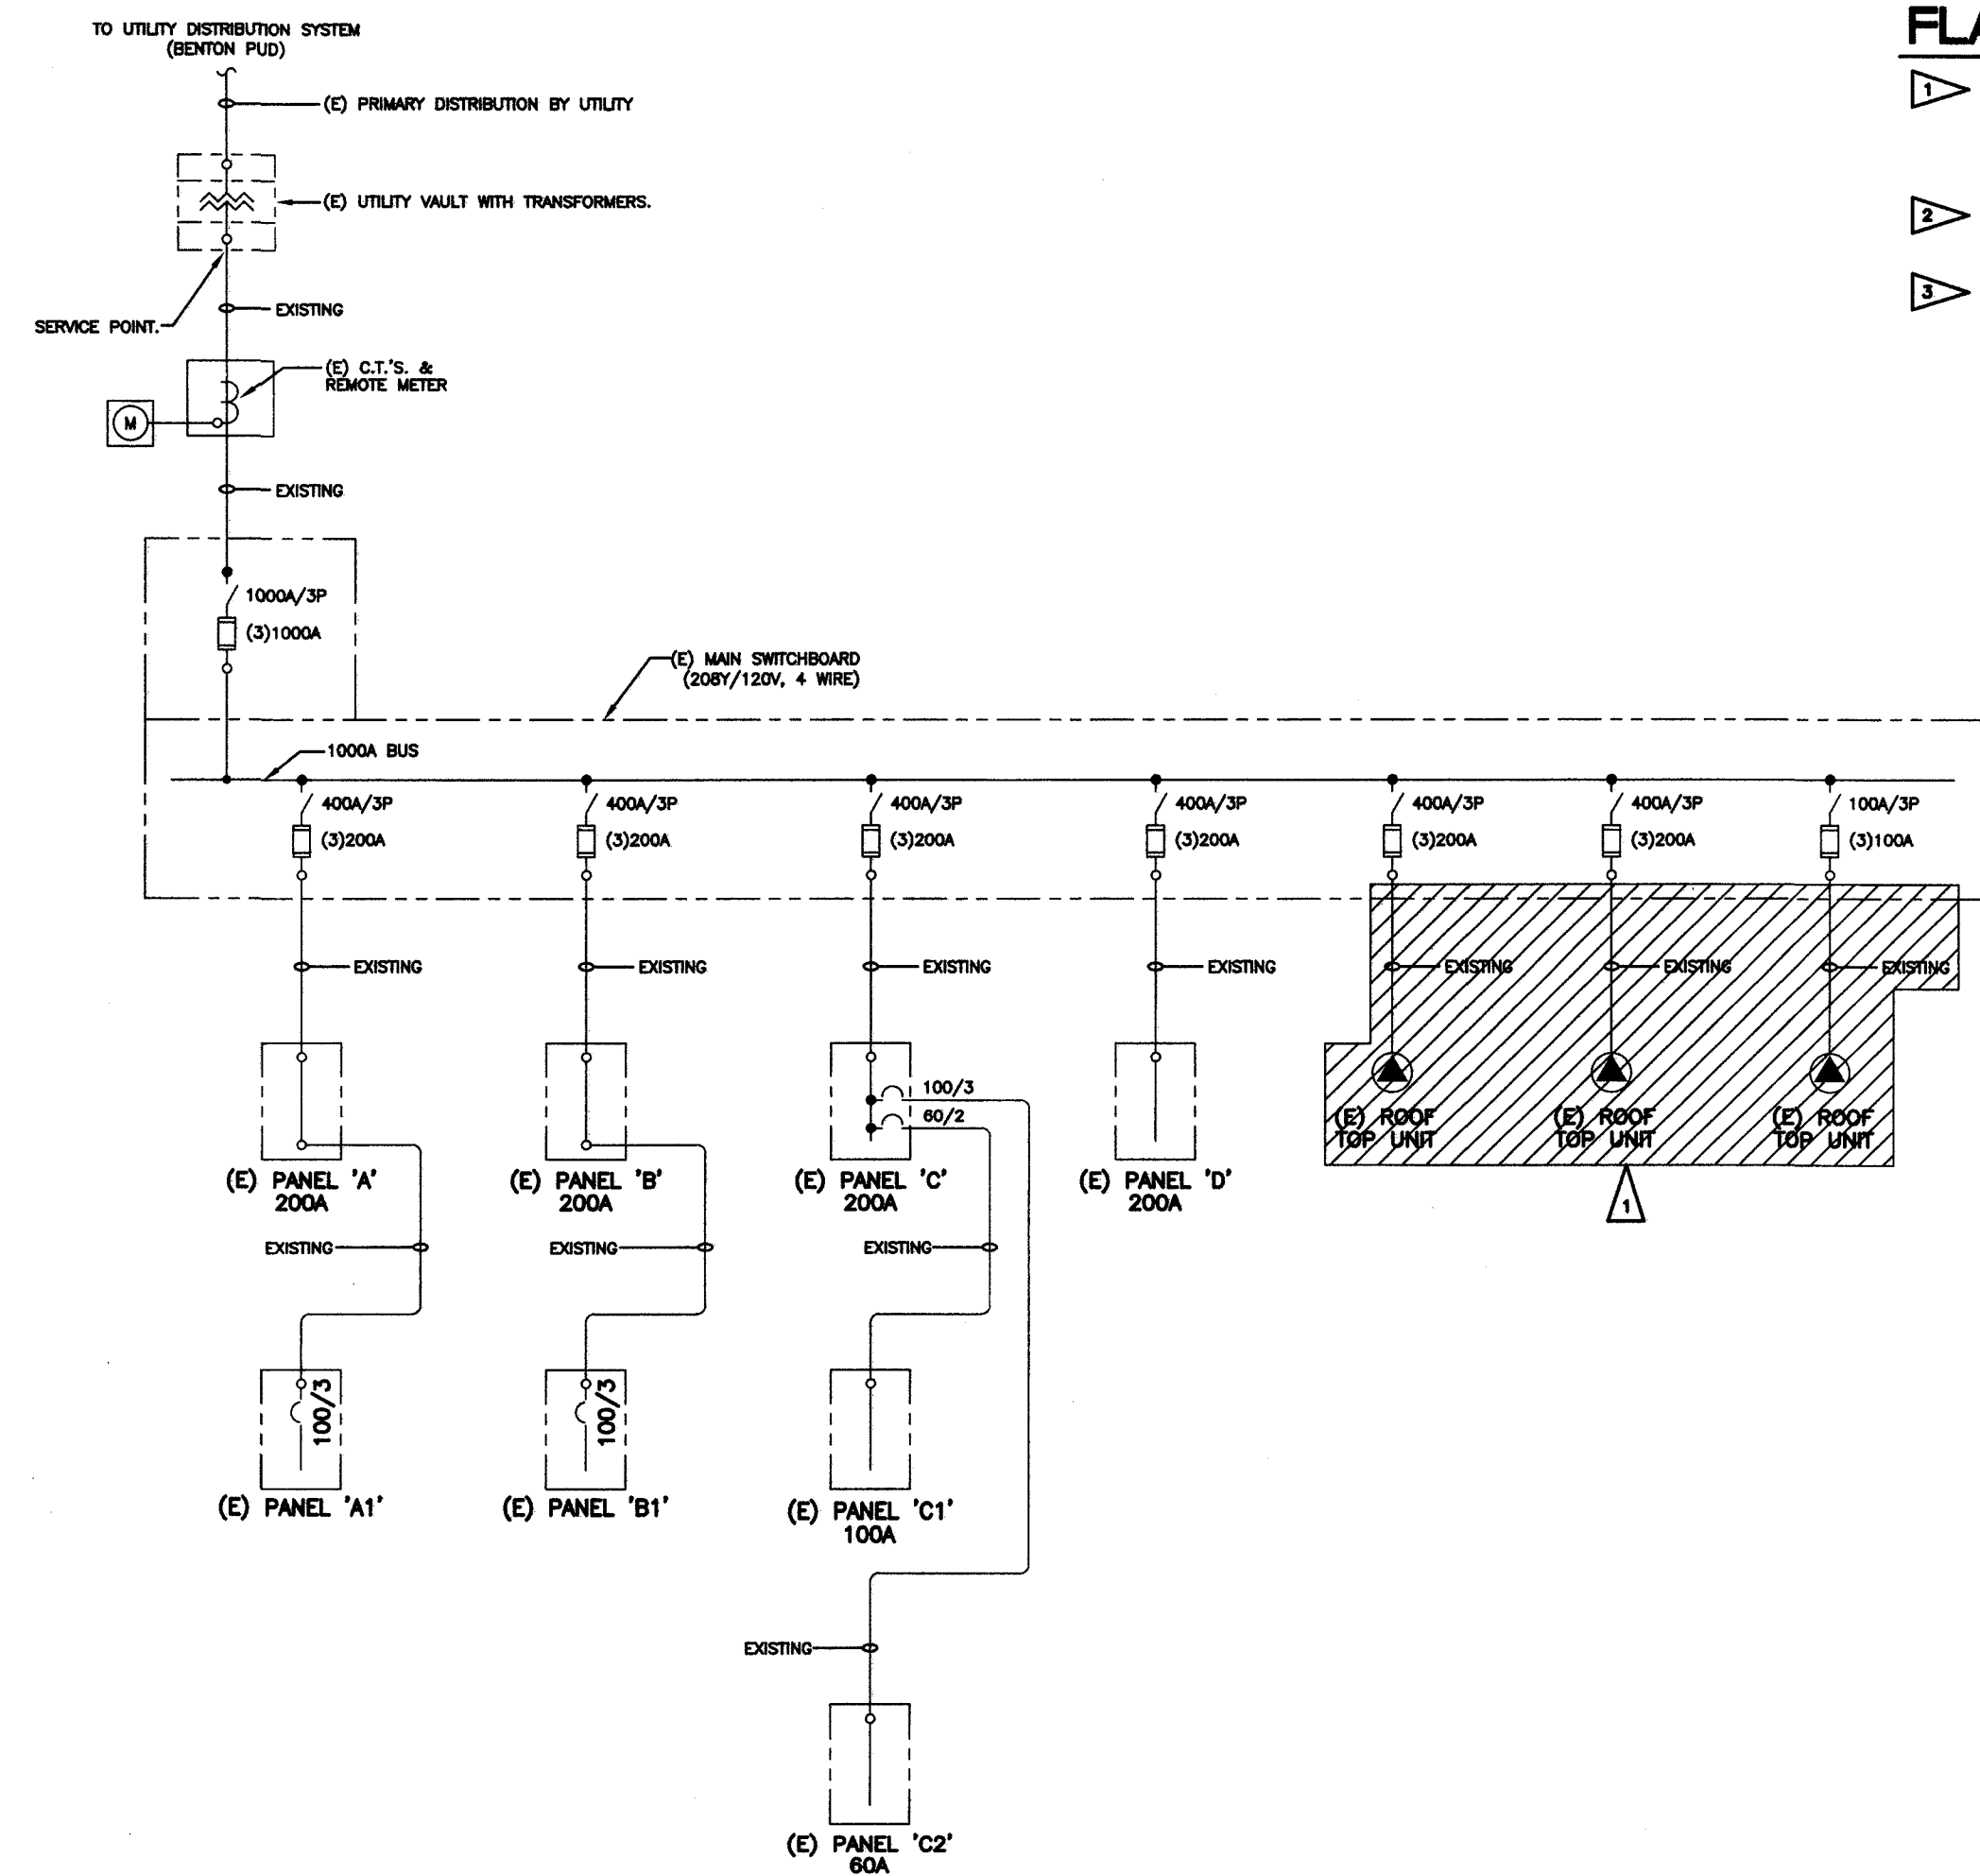 TO UTILITY DISTRIBUTION SYSTEM
(BENTON PUD)
(E) PRIMARY DISTRIBUTION BY UTILITY
(E) UTILITY VAULT WITH TRANSFORMERS.
EXISTING
SERVICE POINT.
(E) C.T.'S. &
REMOTE METER
M
EXISTING
1000A/3P
(3)1000A
(E) MAIN SWITCHBOARD
(208Y/120V, 4 WIRE)
1000A BUS
400A/3P
(3)200A
400A/3P
(3)200A
400A/3P
(3)200A
400A/3P
(3)200A
400A/3P
(3)200A
400A/3P
(3)200A
100A/3P
(3)100A
EXISTING
EXISTING
EXISTING
EXISTING
EXISTING
EXISTING
EXISTING
100/3
60/2
(E) PANEL 'A'
200A
(E) PANEL 'B'
200A
(E) PANEL 'C'
200A
(E) PANEL 'D'
200A
(E) ROOF
TOP UNIT
(E) ROOF
TOP UNIT
(E) ROOF
TOP UNIT
1
EXISTING
EXISTING
EXISTING
100/3
100/3
(E) PANEL 'A1'
(E) PANEL 'B1'
(E) PANEL 'C1'
100A
EXISTING
(E) PANEL 'C2'
60A
1
2
3